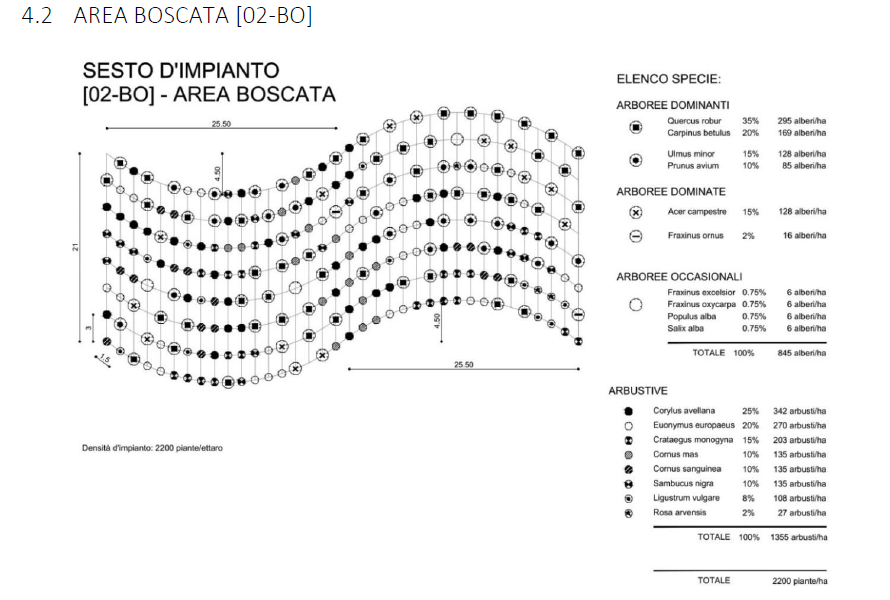 4.2 AREA BOSCATA [02-BO]
SESTO D'IMPIANTO
[02-BO] - AREA BOSCATA
25.50
4.50
21
3
1.5
4.50
25.50
Densità d'impianto: 2200 piante/ettaro
ELENCO SPECIE:
ARBOREE DOMINANTI
Quercus robur 35% 295 alberi/ha
Carpinus betulus 20% 169 alberi/ha
Ulmus minor 15% 128 alberi/ha
Prunus avium 10% 85 alberi/ha
ARBOREE DOMINATE
Acer campestre 15% 128 alberi/ha
Fraxinus ornus 2% 16 alberi/ha
ARBOREE OCCASIONALI
Fraxinus excelsior 0.75% 6 alberi/ha
Fraxinus oxycarpa 0.75% 6 alberi/ha
Populus alba 0.75% 6 alberi/ha
Salix alba 0.75% 6 alberi/ha
TOTALE 100% 845 alberi/ha
ARBUSTIVE
Corylus avellana 25% 342 arbusti/ha
Euonymus europaeus 20% 270 arbusti/ha
Crataegus monogyna 15% 203 arbusti/ha
Cornus mas 10% 135 arbusti/ha
Cornus sanguinea 10% 135 arbusti/ha
Sambucus nigra 10% 135 arbusti/ha
Ligustrum vulgare 8% 108 arbusti/ha
Rosa arvensis 2% 27 arbusti/ha
TOTALE 100% 1355 arbusti/ha
TOTALE 2200 piante/ha